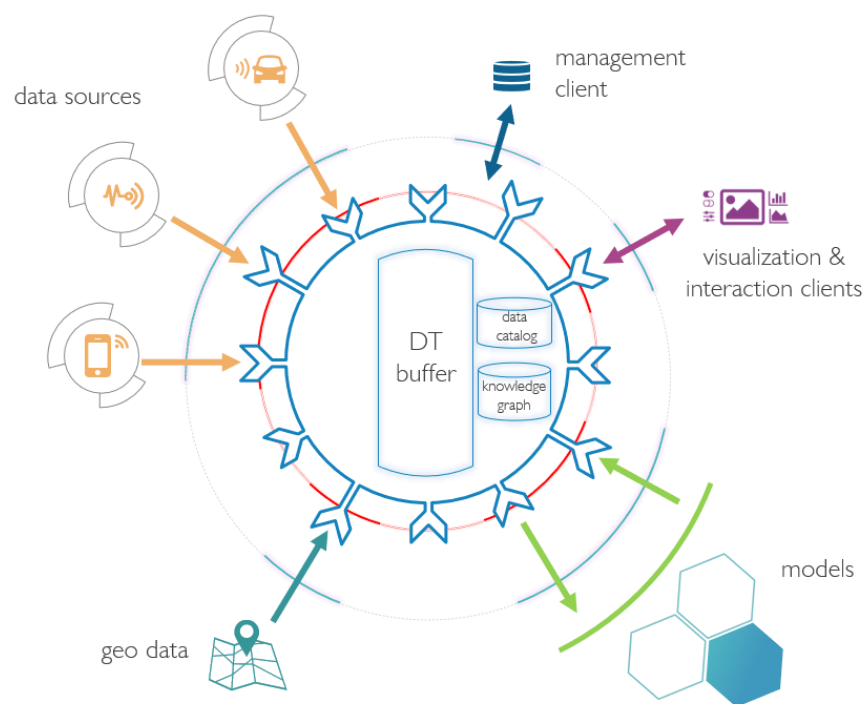 management
client
data sources
visualization &
interaction clients
DT
buffer
data
catalog
knowledge
graph
models
geo data